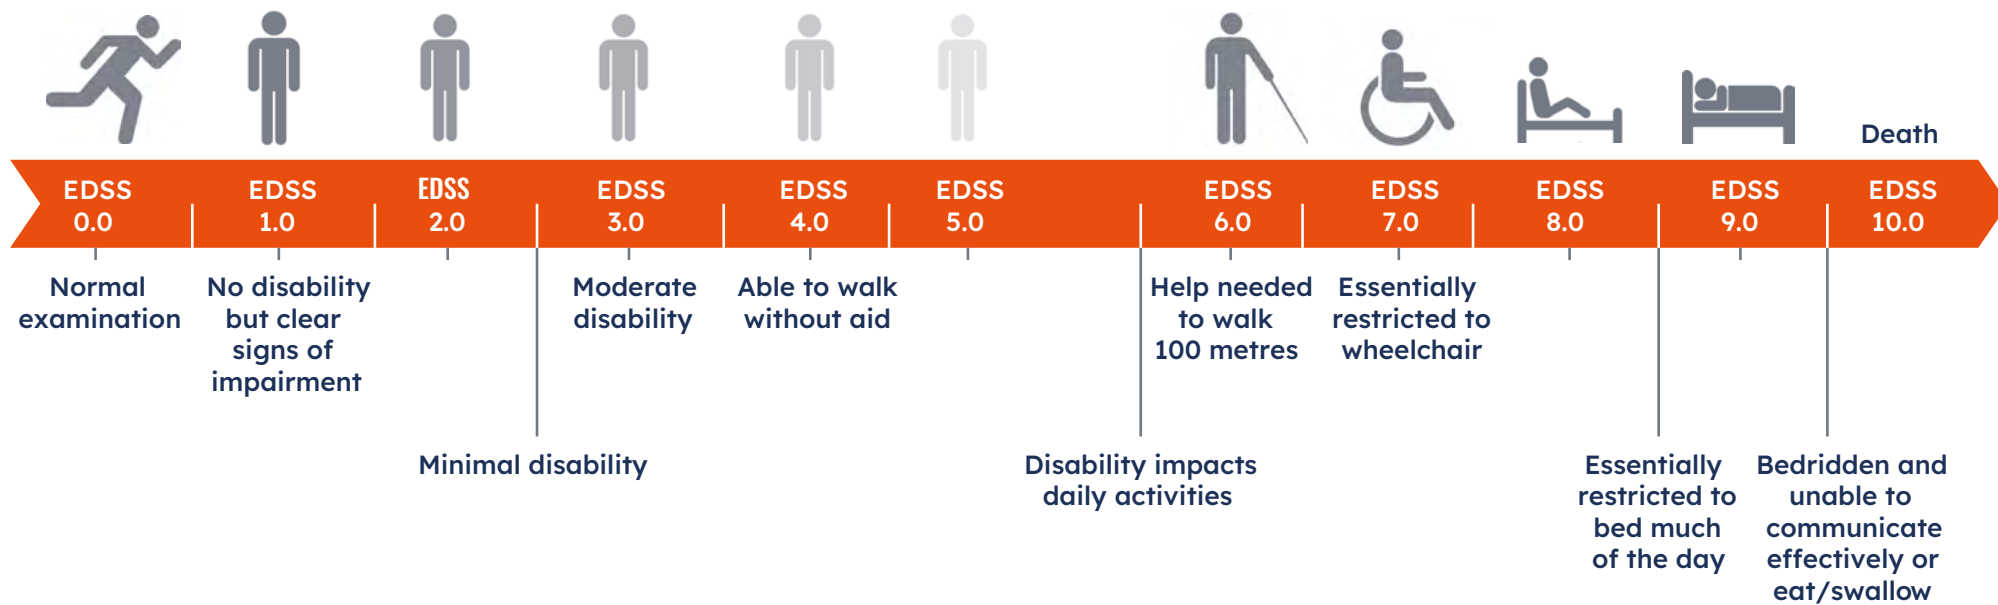 Death
EDSS
0.0
EDSS
1.0
EDSS
2.0
EDSS
3.0
EDSS
4.0
EDSS
5.0
EDSS
6.0
EDSS
7.0
EDSS
8.0
EDSS
9.0
EDSS
10.0
Normal
examination
No disability
but clear
signs of
impairment
Minimal disability
Moderate
disability
Able to walk
without aid
Disability impacts
daily activities
Help needed
to walk
100 metres
Essentially
restricted to
wheelchair
Essentially
restricted to
bed much
of the day
Bedridden and
unable to
communicate
effectively or
eat/swallow